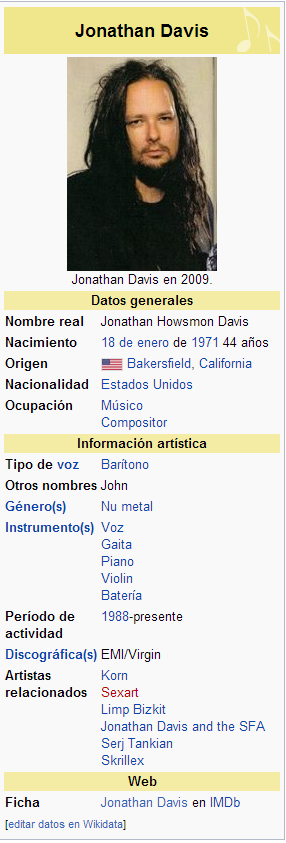 Jonathan Davis
Jonathan Davis en 2009.
Datos generales
Nombre real Jonathan Howsmon Davis
Nacimiento 18 de enero de 1971 44 años
Origen Bakersfield, California
Nacionalidad Estados Unidos
Ocupación Músico
Compositor
Información artística
Tipo de voz Barítono
Otros nombres John
Género(s) Nu metal
Instrumento(s) Voz
Gaita
Piano
Violin
Batería
Período de 1988-presente
actividad
Discográfica(s) EMI/Virgin
Artistas Korn
relacionados Sexart
Limp Bizkit
Jonathan Davis and the SFA
Serj Tankian
Skrillex
Web
Ficha Jonathan Davis en IMDb
[editar datos en Wikidata]